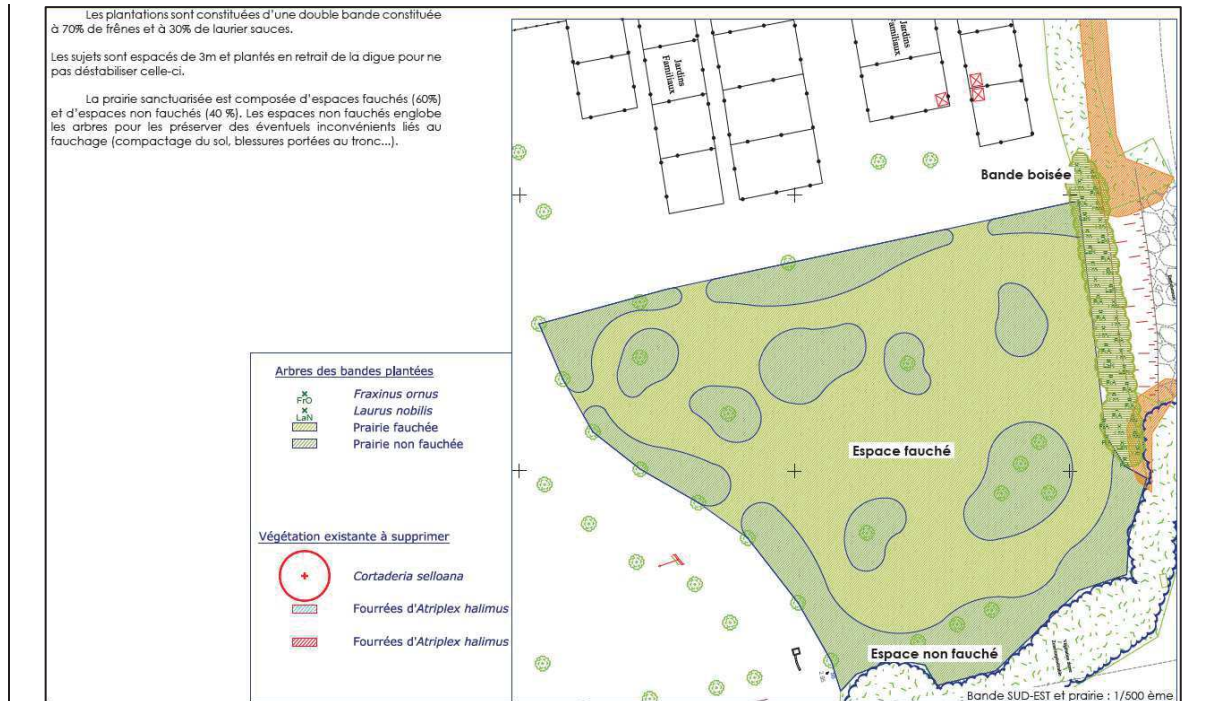 Les plantations sont constituées d'une double bande constituée
à 70% de frênes et à 30% de laurier sauces.
Les sujets sont espacés de 3m et plantés en retrait de la digue pour ne
pas déstabiliser celle-ci.
La prairie sanctuarisée est composée d'espaces fauchés (60%)
et d'espaces non fauchés (40 %). Les espaces non fauchés englobe
les arbres pour les préserver des éventuels inconvénients liés au
fauchage (compactage du sol, blessures portées au tronc...).
Jardins
Familiaux
Jardins
Familiaux
Bande boisée
Espace fauché
Espace non fauché
Arbres des bandes plantées
FrO
Fraxinus ornus
LaN
Laurus nobilis
Prairie fauchée
Prairie non fauchée
Végétation existante à supprimer
Cortaderia selloana
Fourrées d'Atriplex halimus
Fourrées d'Atriplex halimus
Bande SUD-EST et prairie : 1/500 ème